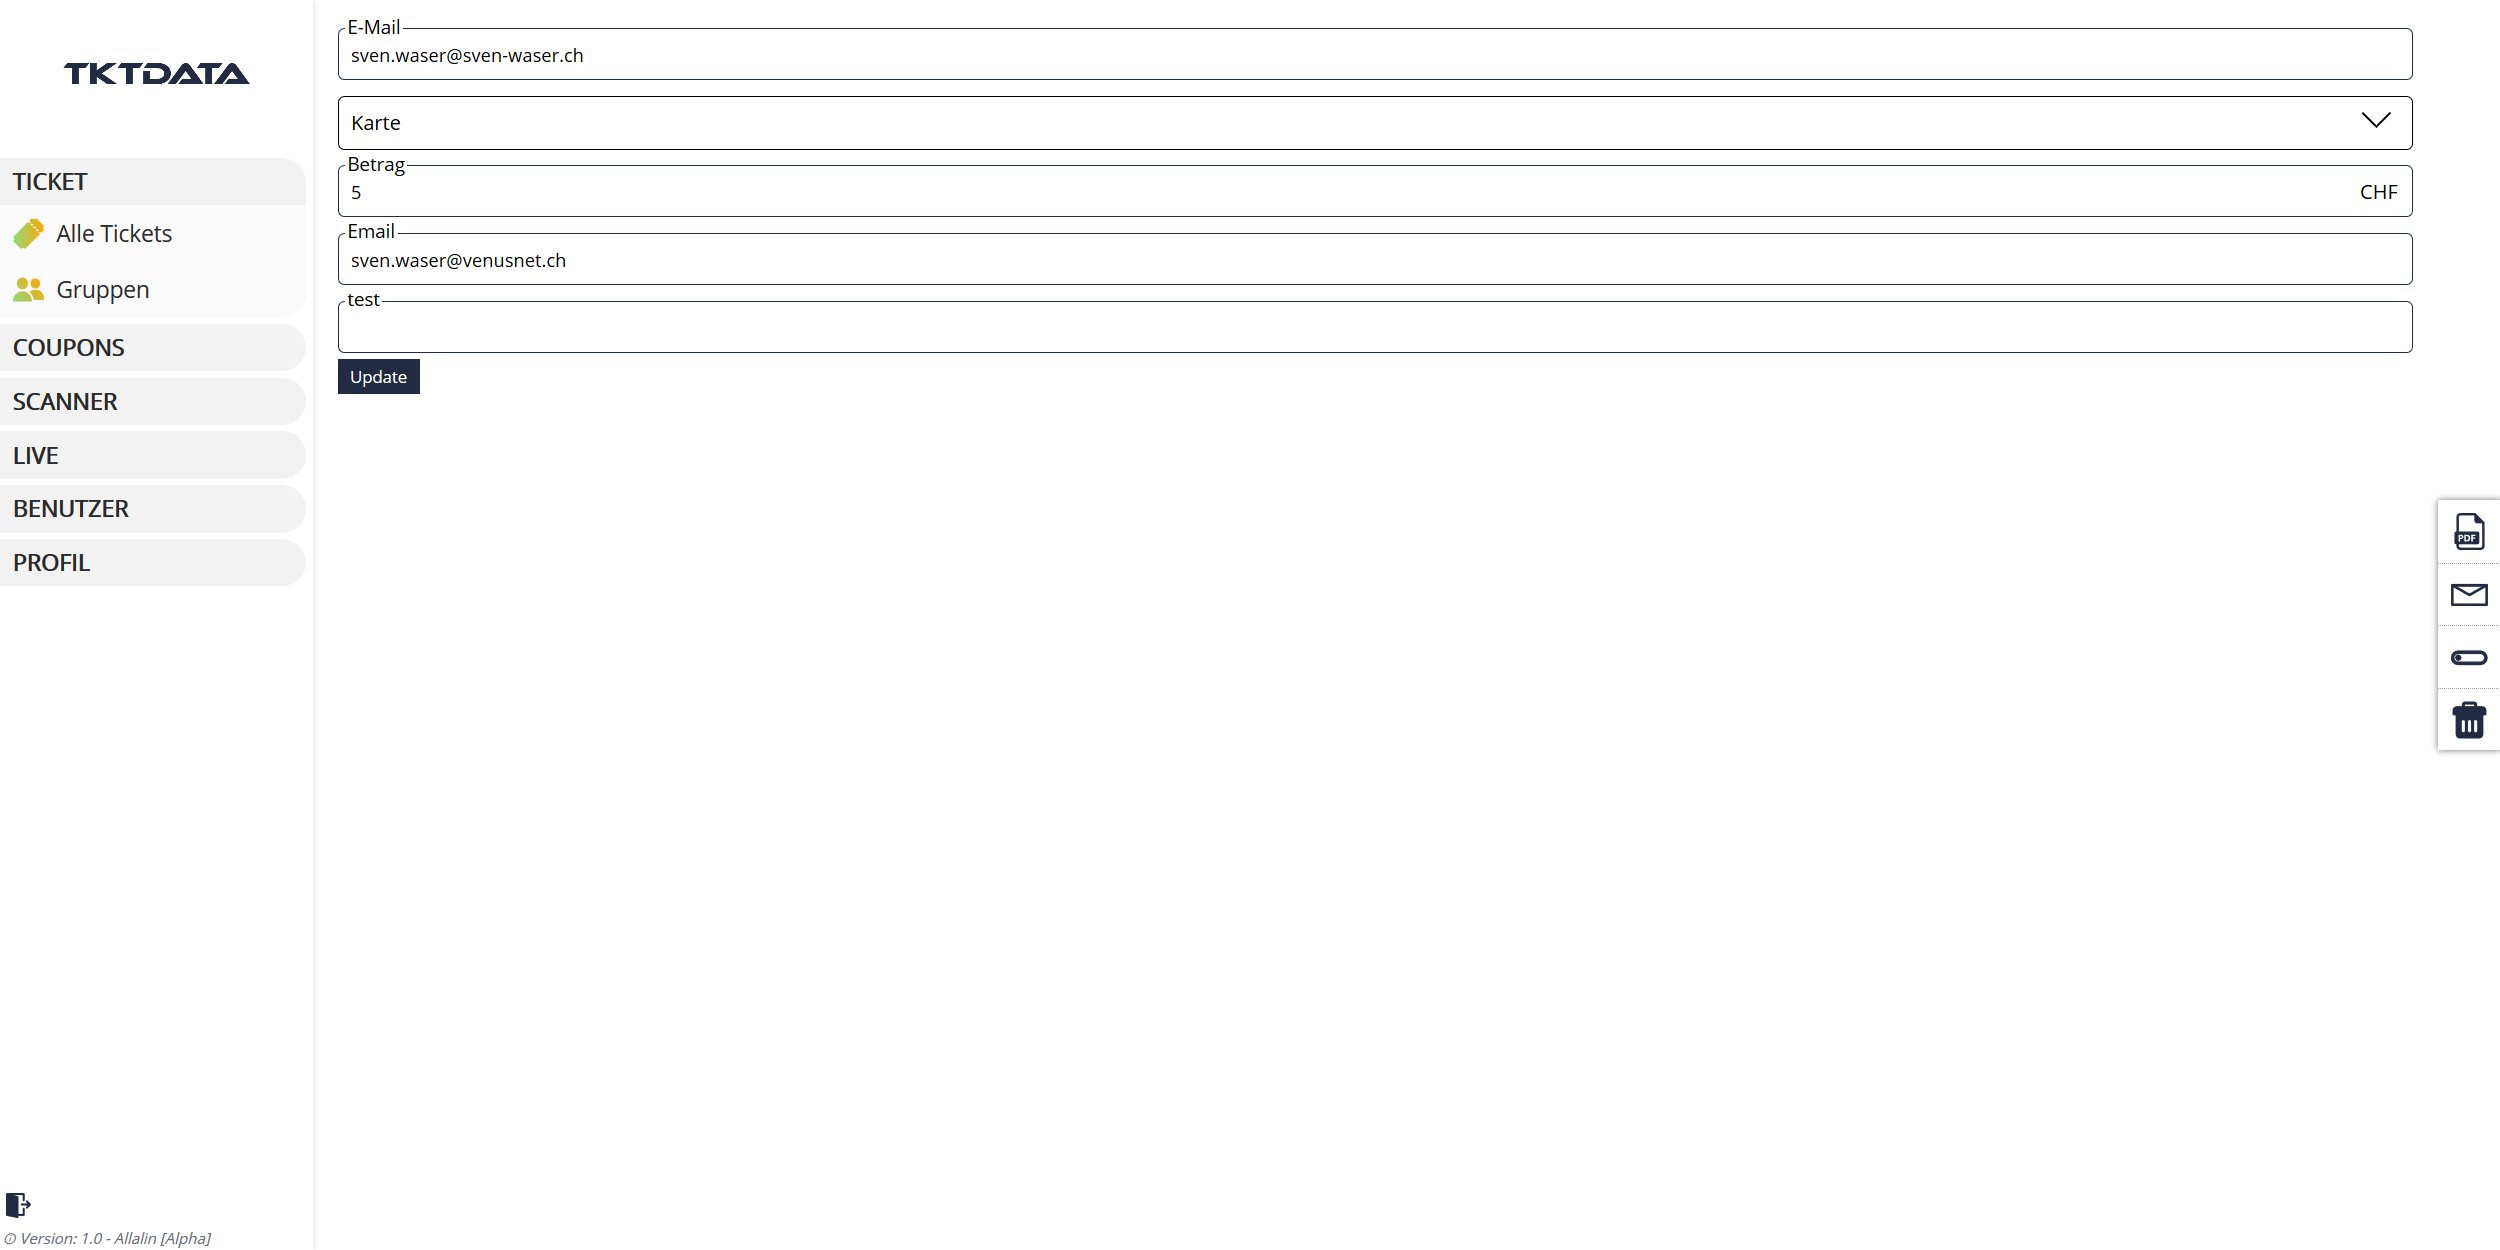 TKTDATA
TICKET
Alle Tickets
Gruppen
COUPONS
SCANNER
LIVE
BENUTZER
PROFIL
Version: 1.0 - Allalin [Alpha]
E-Mail
sven.waser@sven-waser.ch
Karte
Betrag
5 CHF
Email
sven.waser@venusnet.ch
test
Update
PDF